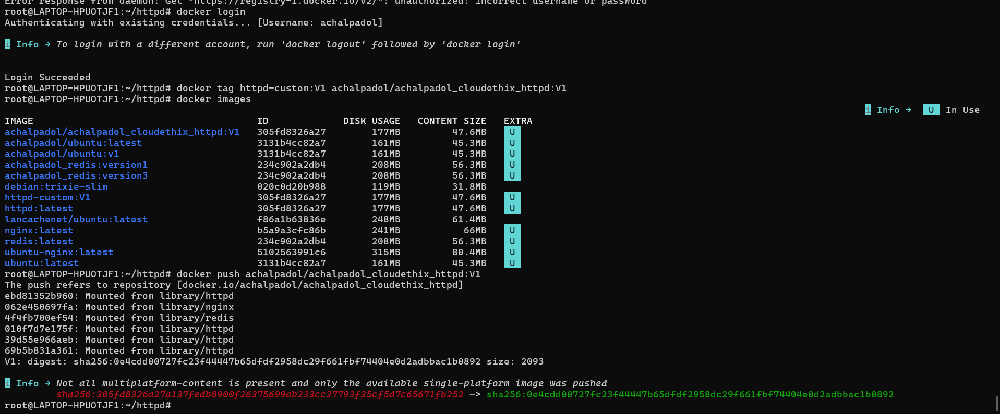 Error response from daemon: Get "https://registry-1.docker.io/v2/": unauthorized: incorrect username or password
root@LAPTOP-HPUOTJF1:~/httpd# docker login
Authenticating with existing credentials... [Username: achalpadol]
i Info → To login with a different account, run 'docker logout' followed by 'docker login'
Login Succeeded
root@LAPTOP-HPUOTJF1:~/httpd# docker tag httpd-custom:V1 achalpadol/achalpadol_cloudethix_httpd:V1
root@LAPTOP-HPUOTJF1:~/httpd# docker images
i Info → U In Use
IMAGE ID DISK USAGE CONTENT SIZE EXTRA
achalpadol/achalpadol_cloudethix_httpd:V1 305fd8326a27 177MB 47.6MB U
achalpadol/ubuntu:latest 3131b4cc82a7 161MB 45.3MB U
achalpadol/ubuntu:v1 3131b4cc82a7 161MB 45.3MB U
achalpadol_redis:version1 234c902a2db4 208MB 56.3MB U
achalpadol_redis:version3 234c902a2db4 208MB 56.3MB U
debian:trixie-slim 020c0d20b988 119MB 31.8MB
httpd-custom:V1 305fd8326a27 177MB 47.6MB U
httpd:latest 305fd8326a27 177MB 47.6MB U
lancachenet/ubuntu:latest f86a1b63836e 248MB 61.4MB
nginx:latest b5a9a3cfc86b 241MB 66MB U
redis:latest 234c902a2db4 208MB 56.3MB U
ubuntu-nginx:latest 5102563991c6 315MB 80.4MB U
ubuntu:latest 3131b4cc82a7 161MB 45.3MB U
root@LAPTOP-HPUOTJF1:~/httpd# docker push achalpadol/achalpadol_cloudethix_httpd:V1
The push refers to repository [docker.io/achalpadol/achalpadol_cloudethix_httpd]
ebd81352b960: Mounted from library/httpd
062e450697fa: Mounted from library/nginx
4f4fb700ef54: Mounted from library/redis
010f7d7e175f: Mounted from library/httpd
39d55e966aeb: Mounted from library/httpd
69b5b831a361: Mounted from library/httpd
V1: digest: sha256:0e4cdd00727fc23f44447b65dfdf2958dc29f661fbf74404e0d2adbbac1b0892 size: 2093
i Info → Not all multiplatform-content is present and only the available single-platform image was pushed
sha256:305fd8326a27a137fedb8900f26375699ab233cc37793f35cf5d7c65671fb252 -> sha256:0e4cdd00727fc23f44447b65dfdf2958dc29f661fbf74404e0d2adbbac1b0892
root@LAPTOP-HPUOTJF1:~/httpd#